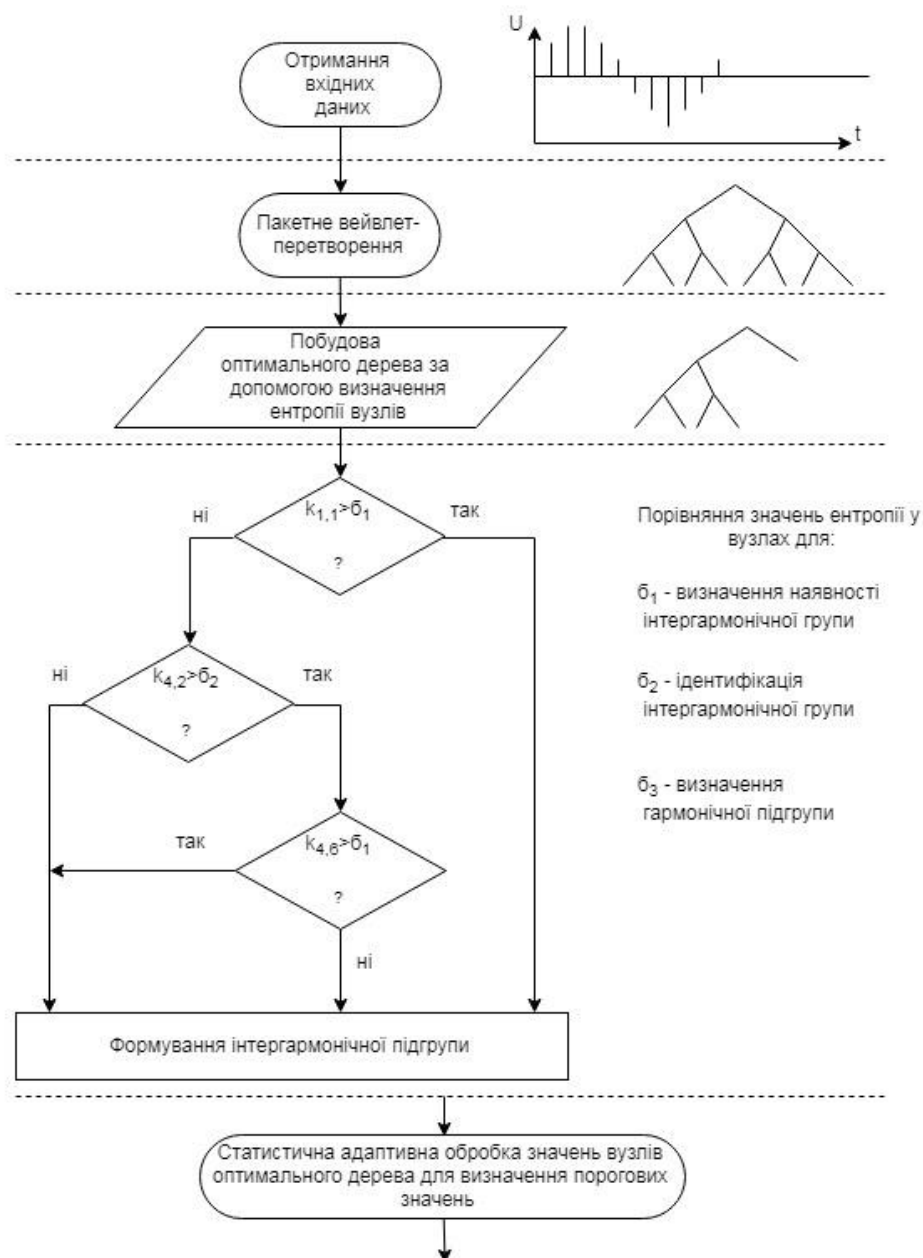 U
Отримання
вхідних
даних
t
Пакетне вейвлет-
перетворення
Побудова
оптимального дерева за
допомогою визначення
ентропії вузлів
k1,1>б1
?
ні
так
Порівняння значень ентропії у
вузлах для:
б1 - визначення наявності
інтергармонічної групи
k4,2>б2
?
ні
так
б2 - ідентифікація
інтергармонічної групи
б3 - визначення
гармонічної підгрупи
k4,6>б1
?
так
ні
Формування інтергармонічної підгрупи
Статистична адаптивна обробка значень вузлів
оптимального дерева для визначення порогових
значень